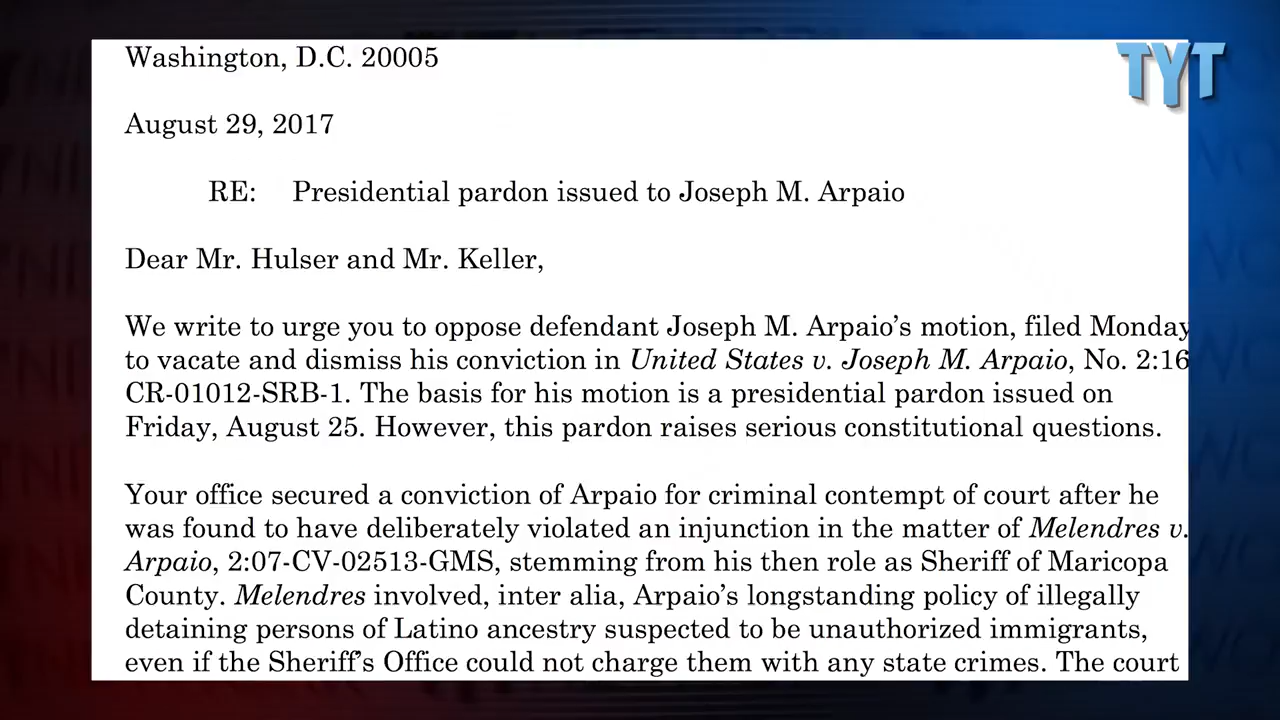 Washington, D.C. 20005
TYT
August 29, 2017
RE: Presidential pardon issued to Joseph M. Arpaio
Dear Mr. Hulser and Mr. Keller,
We write to urge you to oppose defendant Joseph M. Arpaio's motion, filed Monday
to vacate and dismiss his conviction in United States v. Joseph M. Arpaio, No. 2:16
CR-01012-SRB-1. The basis for his motion is a presidential pardon issued on
Friday, August 25. However, this pardon raises serious constitutional questions.
Your office secured a conviction of Arpaio for criminal contempt of court after he
was found to have deliberately violated an injunction in the matter of Melendres v.
Arpaio, 2:07-CV-02513-GMS, stemming from his then role as Sheriff of Maricopa
County. Melendres involved, inter alia, Arpaio's longstanding policy of illegally
detaining persons of Latino ancestry suspected to be unauthorized immigrants,
even if the Sheriff's Office could not charge them with any state crimes. The court